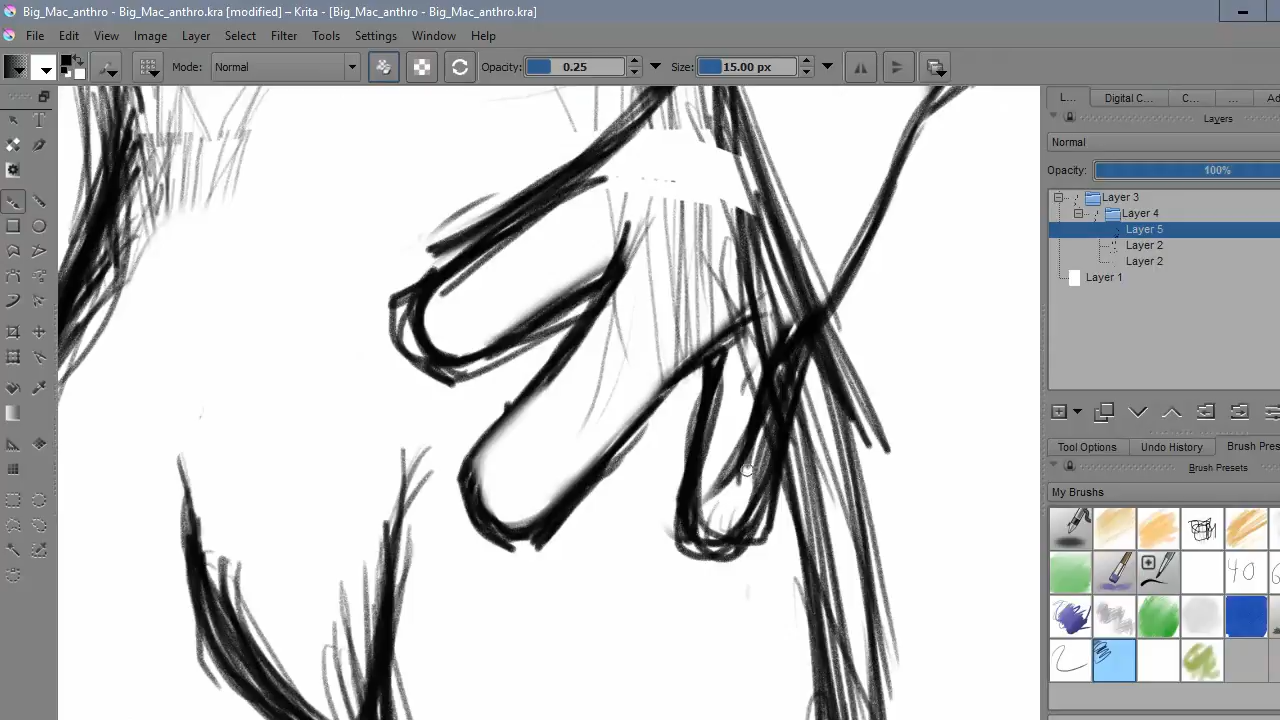 Big_Mac_anthro - Big_Mac_anthro.kra [modified] – Krita - [Big_Mac_anthro - Big_Mac_anthro.kra]
File Edit View Image Layer Select Filter Tools Settings Window Help
Mode: Normal Opacity: 0.25 Size: 15.00 px
L... Digital C... C... ... Ad
Layers
Normal
Opacity: 100%
Layer 3
Layer 4
Layer 5
Layer 2
Layer 2
Layer 1
Tool Options Undo History Brush Pres
Brush Presets
My Brushes
40